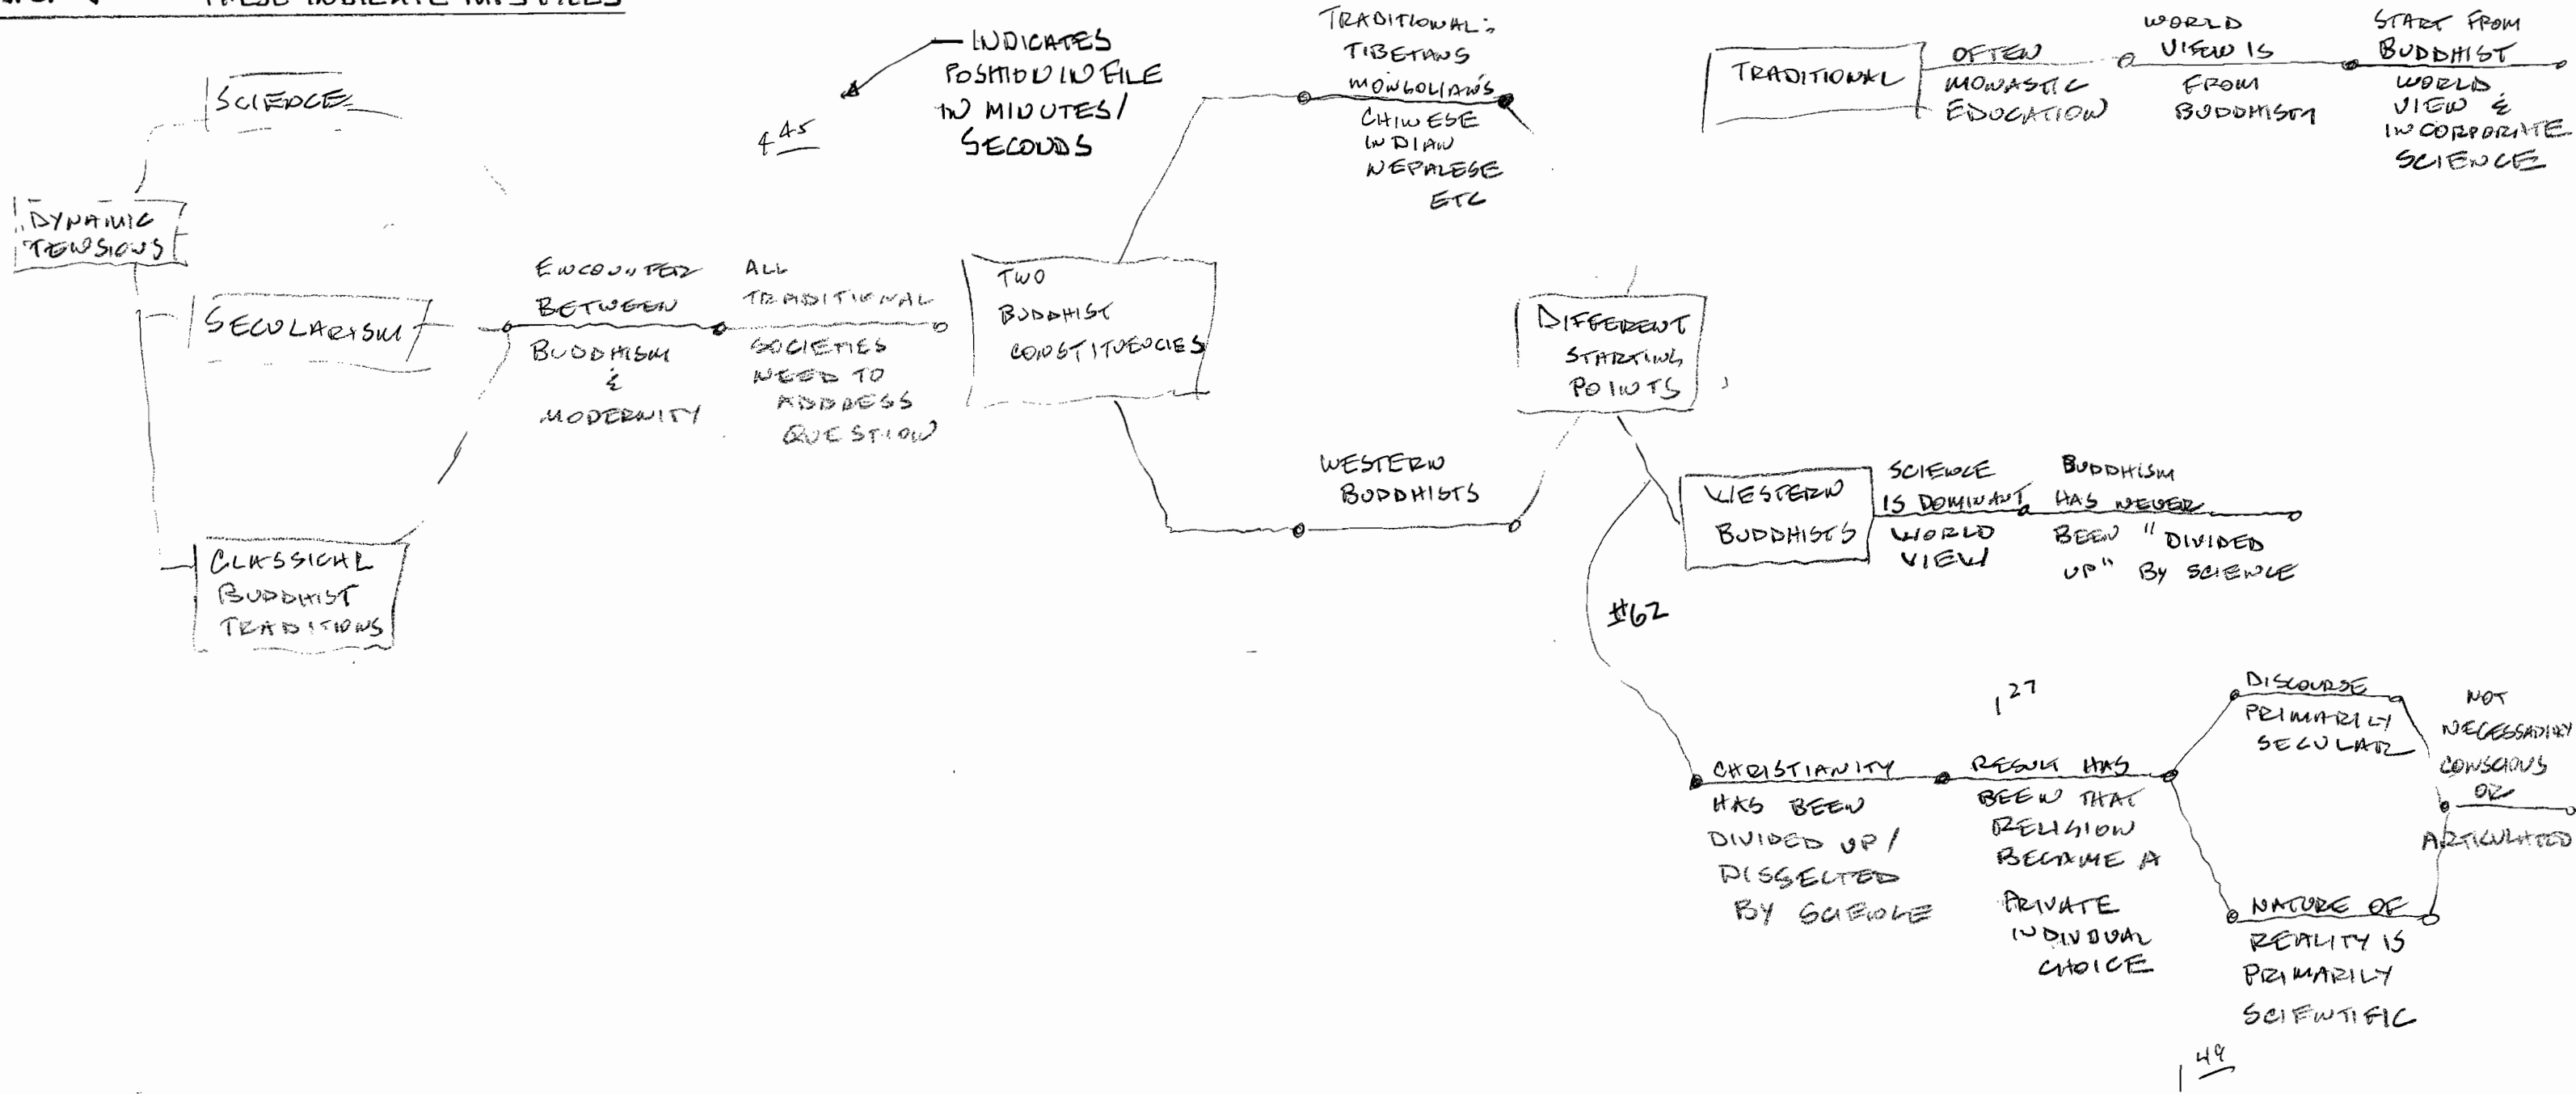 THESE INDICATE MP3 FILES
SCIENCE
DYNAMIC
TENSIONS
SECULARISM
CLASSICAL
BUDDHIST
TRADITIONS
ENCOUNTER
BETWEEN
BUDDHISM
&
MODERNITY
ALL
TRADITIONAL
SOCIETIES
NEED TO
ADDRESS
QUESTION
4 45
INDICATES
POSITION IN FILE
IN MINUTES/
SECONDS
TWO
BUDDHIST
CONSTITUENCIES
TRADITIONAL:
TIBETANS
MONGOLIANS
CHINESE
INDIAN
NEPALESE
ETC
WESTERN
BUDDHISTS
DIFFERENT
STARTING
POINTS
TRADITIONAL
OFTEN
MONASTIC
EDUCATION
WORLD
VIEW IS
FROM
BUDDHISM
START FROM
BUDDHIST
WORLD
VIEW &
INCORPORATE
SCIENCE
WESTERN
BUDDHISTS
SCIENCE
IS DOMINANT
WORLD
VIEW
BUDDHISM
HAS NEVER
BEEN "DIVIDED
UP" BY SCIENCE
#62
CHRISTIANITY
HAS BEEN
DIVIDED UP/
DISSECTED
BY SCIENCE
1 27
RESULT HAS
BEEN THAT
RELIGION
BECAME A
PRIVATE
INDIVDUAL
CHOICE
DISCOURSE
PRIMARILY
SECULAR
NATURE OF
REALITY IS
PRIMARILY
SCIENTIFIC
NOT
NECESSARILY
CONSCIOUS
OR
ARTICULATED
1 49